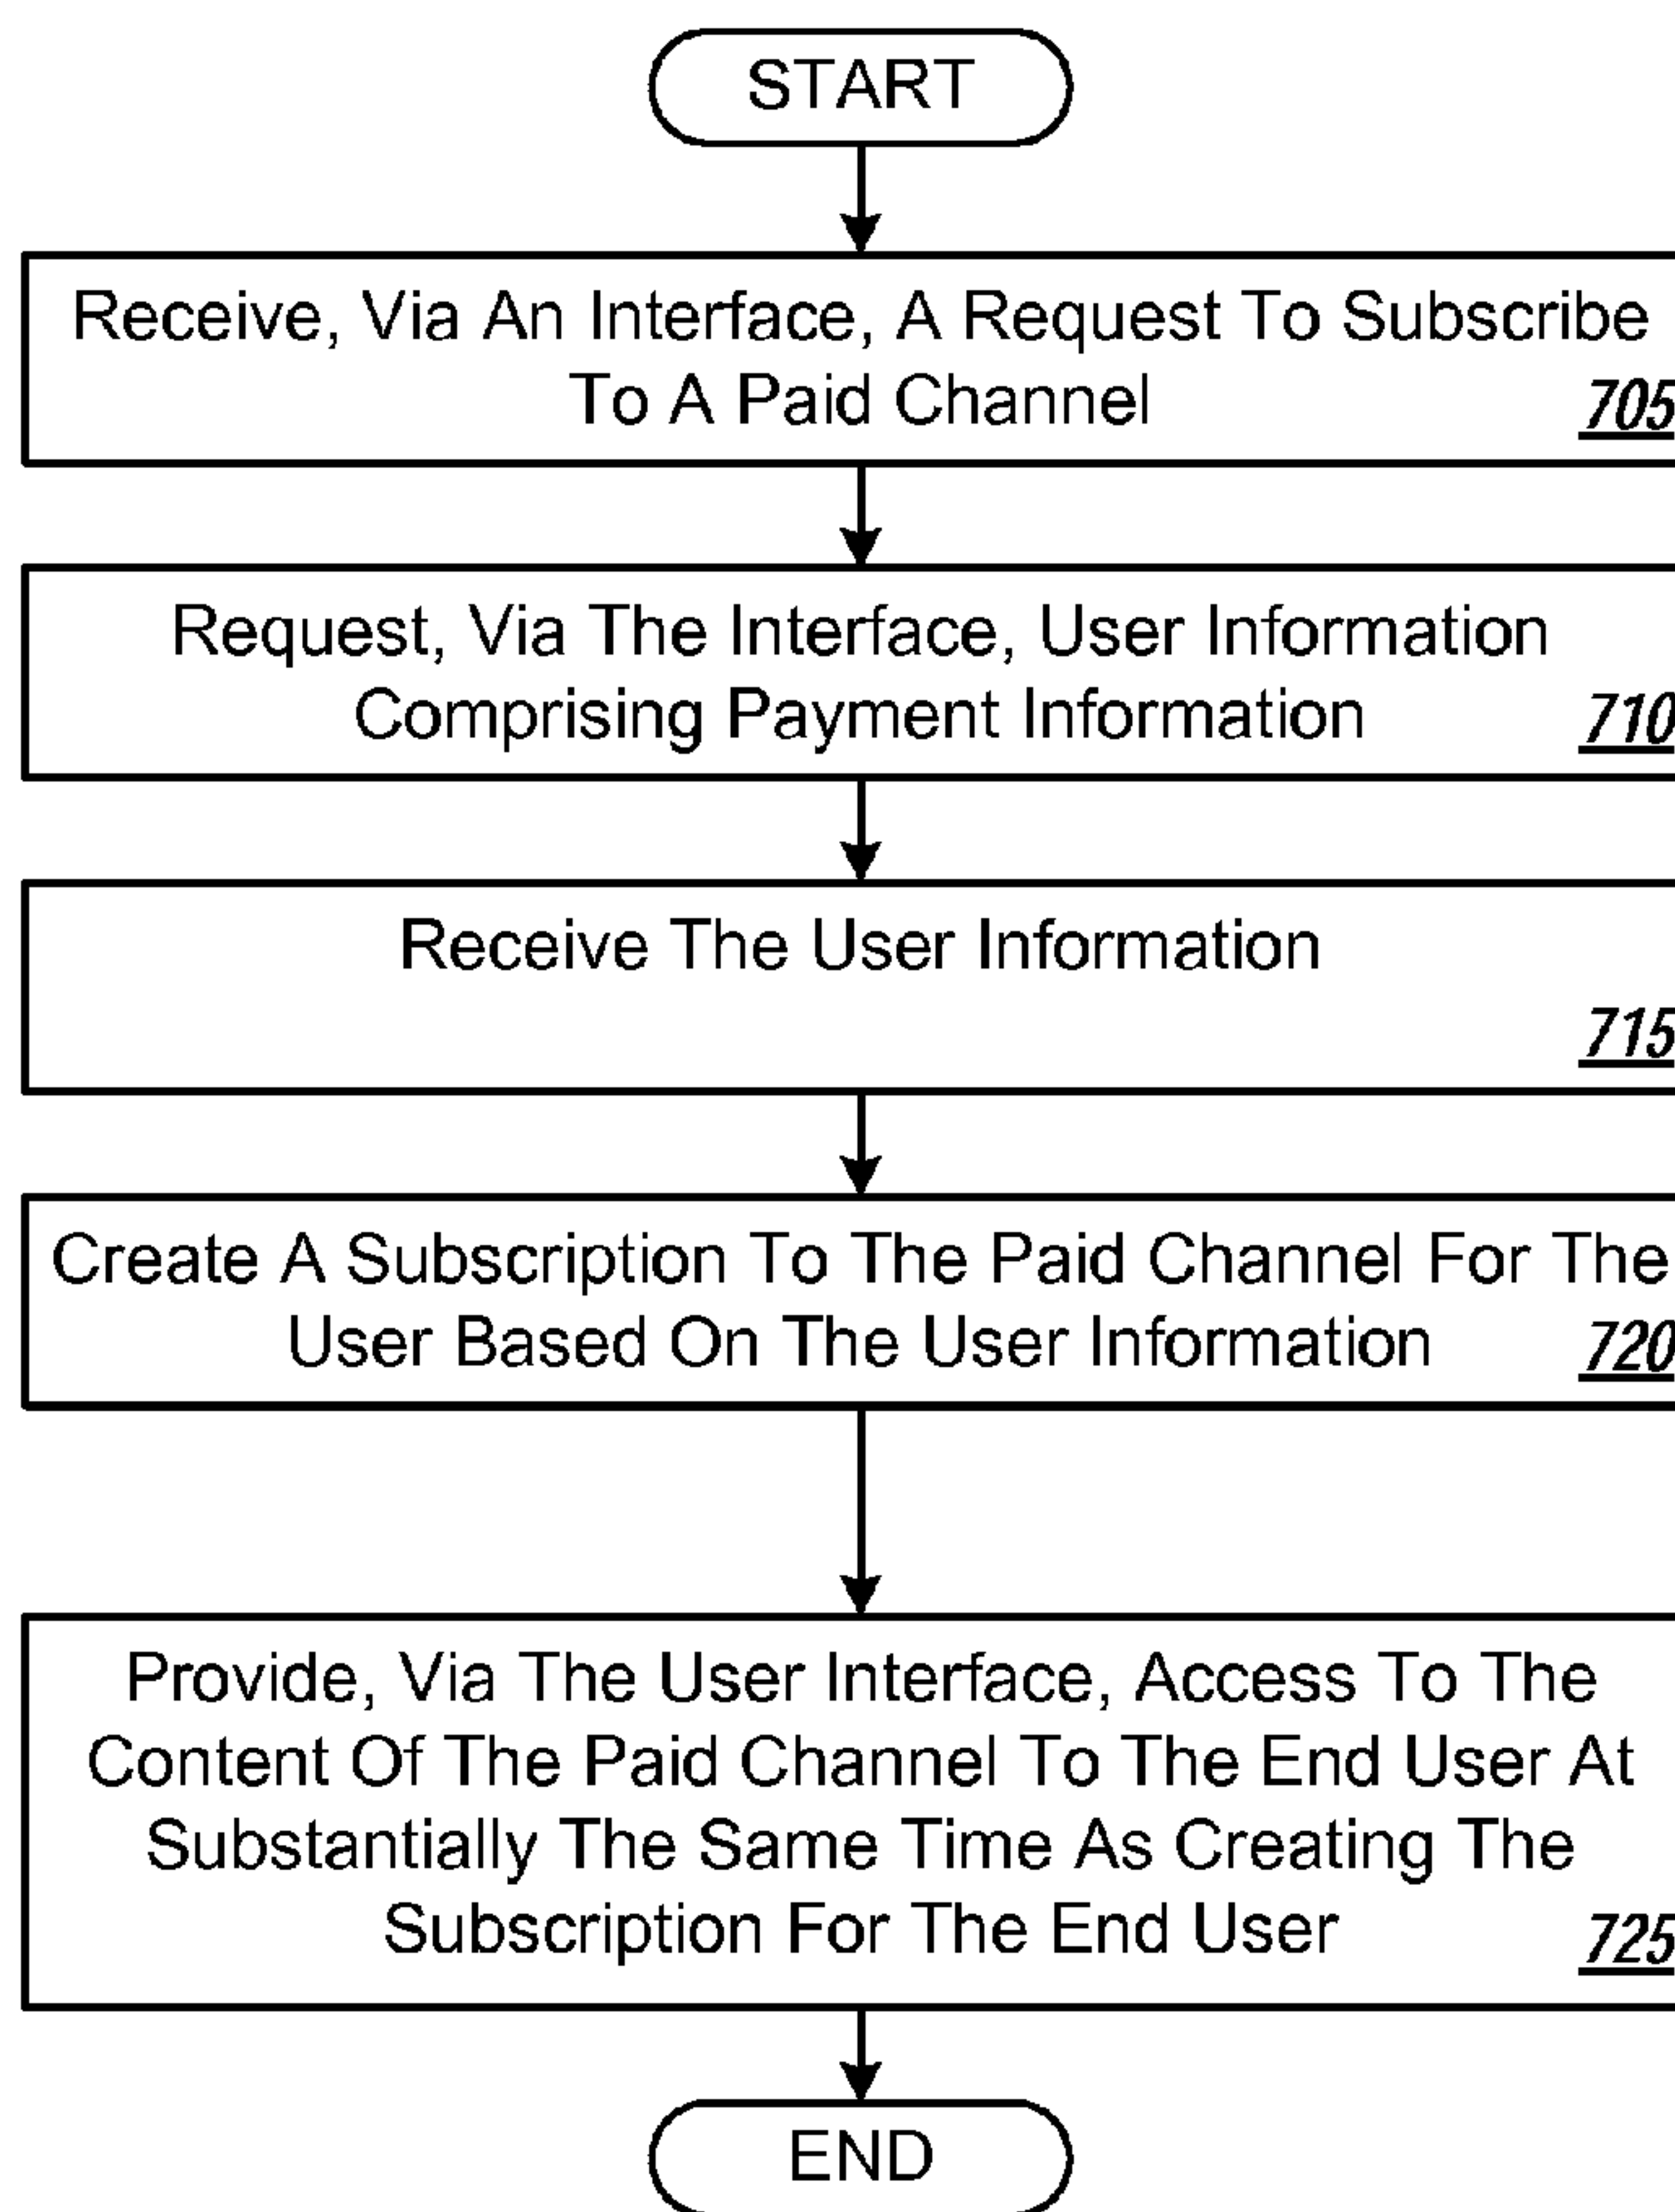 START
Receive, Via An Interface, A Request To Subscribe
To A Paid Channel
705
Request, Via The Interface, User Information
Comprising Payment Information
710
Receive The User Information
715
Create A Subscription To The Paid Channel For The
User Based On The User Information
720
Provide, Via The User Interface, Access To The
Content Of The Paid Channel To The End User At
Substantially The Same Time As Creating The
Subscription For The End User
725
END